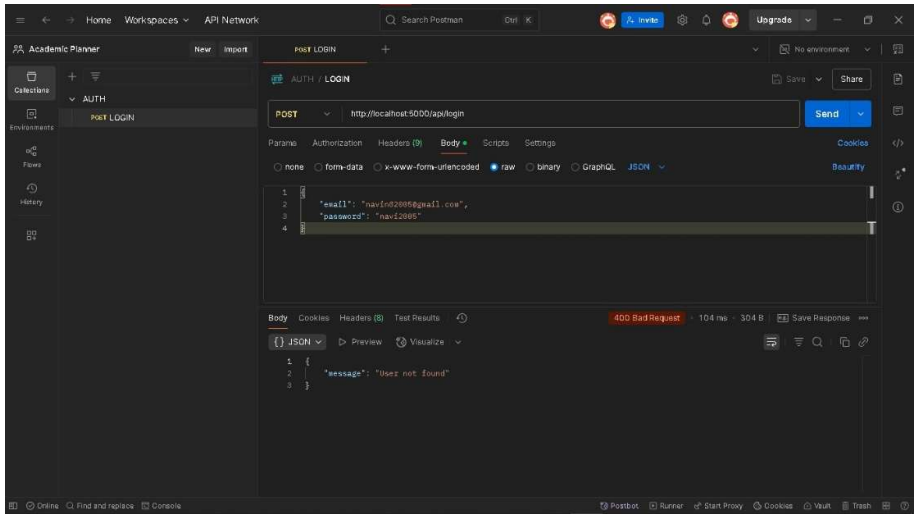 Home Workspaces API Network Search Postman Ctrl K Invite Upgrade
Academic Planner New Import POST LOGIN No environment
Collections AUTH AUTH / LOGIN Save Share
POST LOGIN
Environments
Flows
History
POST http://localhost:5000/api/login Send
Params Authorization Headers (9) Body Scripts Settings Cookies
none form-data x-www-form-urlencoded raw binary GraphQL JSON Beautify
1 {
2 "email": "navin62005@gmail.com",
3 "password": "navi2005"
4 }
Body Cookies Headers (8) Test Results 400 Bad Request 104 ms 304 B Save Response
{} JSON Preview Visualize
1 {
2 "message": "User not found"
3 }
Online Find and replace Console Postbot Runner Start Proxy Cookies Vault Trash